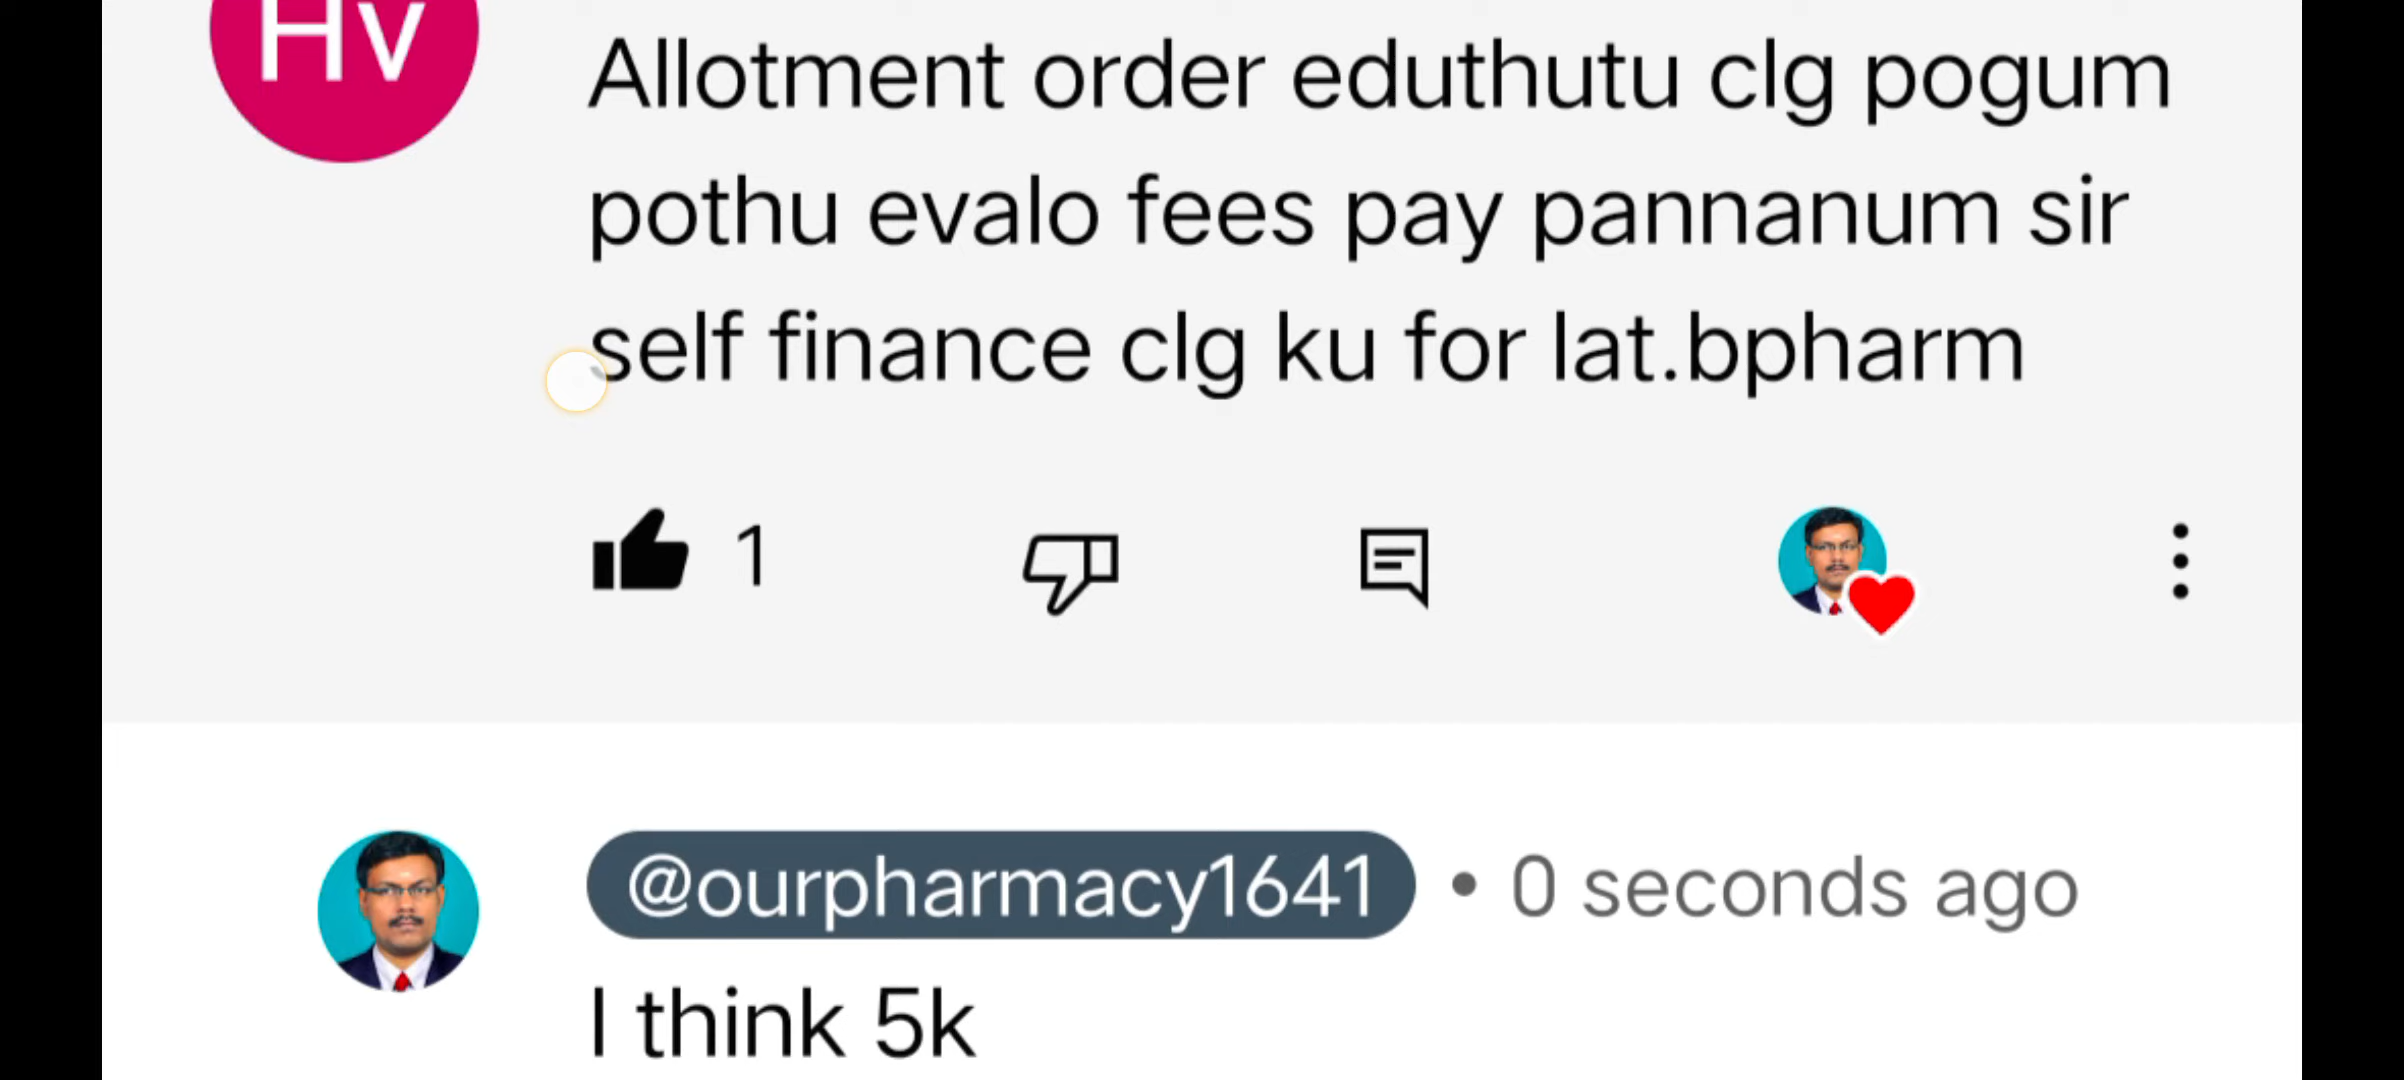 Hv
Allotment order eduthutu clg pogum
pothu evalo fees pay pannanum sir
self finance clg ku for lat.bpharm
1
@ourpharmacy1641 • 0 seconds ago
I think 5k